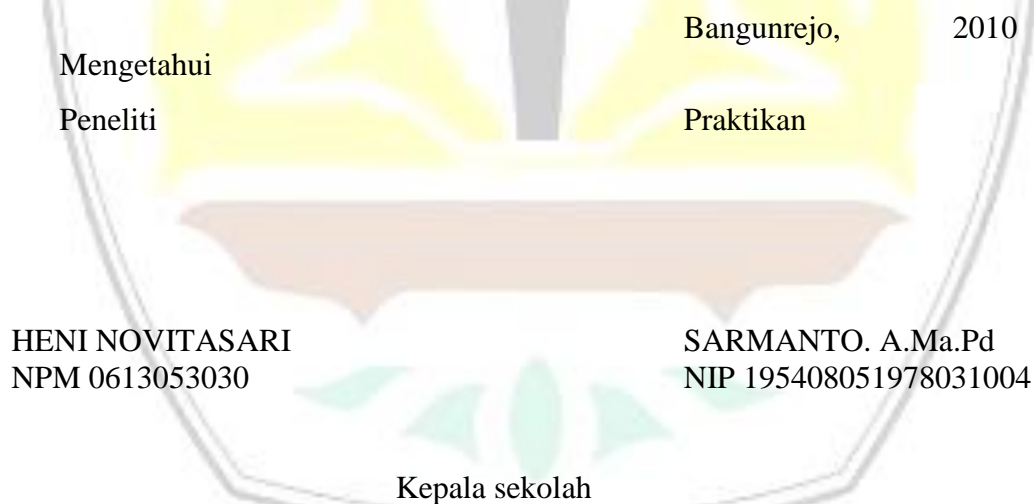 Bangunrejo, 2010
Mengetahui
Peneliti Praktikan
HENI NOVITASARI SARMANTO. A.Ma.Pd
NPM 0613053030 NIP 195408051978031004
Kepala sekolah